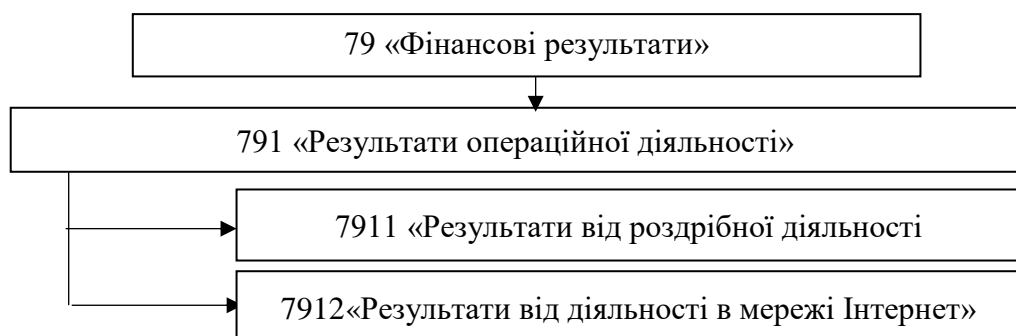 79 «Фінансові результати»
791 «Результати операційної діяльності»
7911 «Результати від роздрібної діяльності
7912«Результати від діяльності в мережі Інтернет»